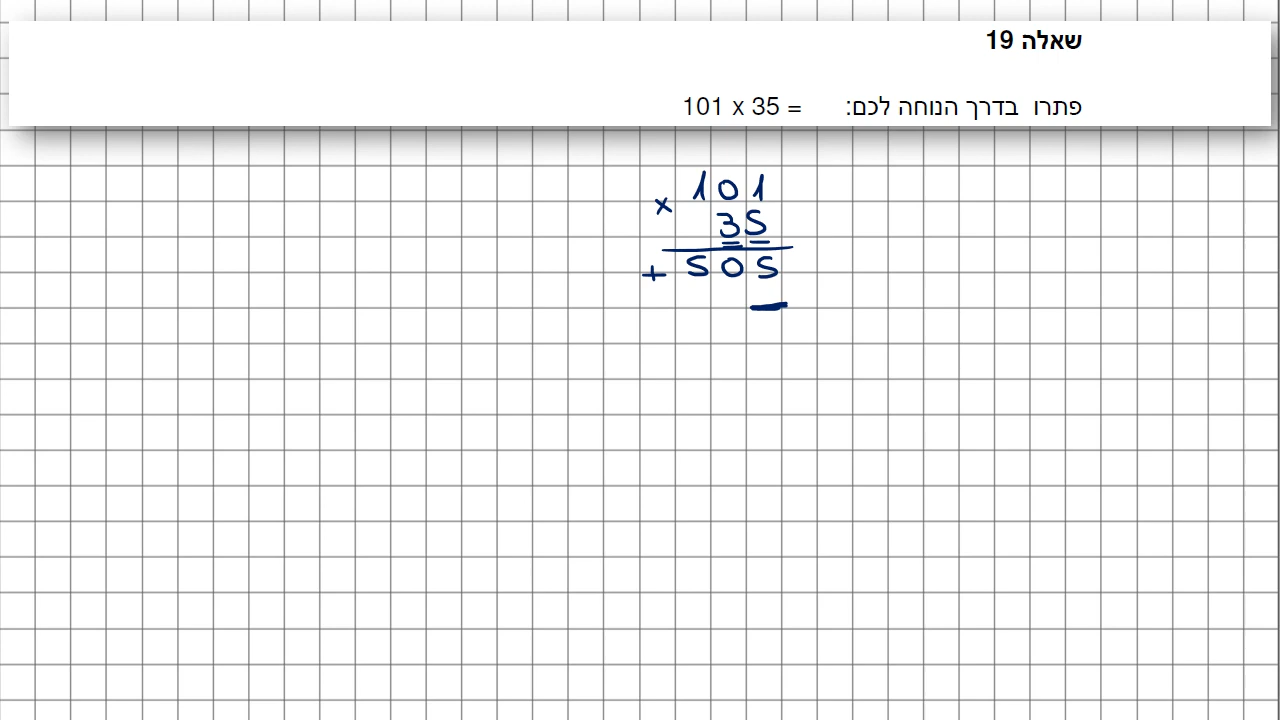 שאלה 19
פתרו בדרך הנוחה לכם: 101 x 35 =
x 101
35
+ 505